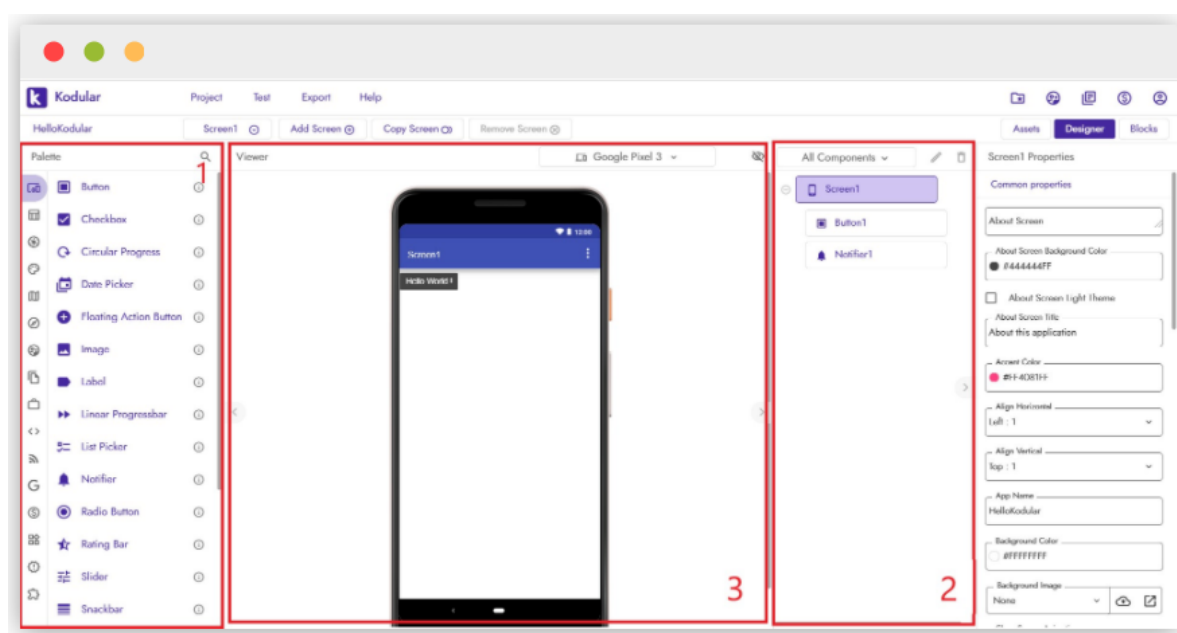 Kodular
Project Test Export Help
HelloKodular Screen1 Add Screen Copy Screen Remove Screen Assets Designer Blocks
Palette
1
Button
Checkbox
Circular Progress
Date Picker
Floating Action Button
Image
Label
Linear Progressbar
List Picker
Notifier
Radio Button
Rating Bar
Slider
Snackbar
Viewer Google Pixel 3
12:00
Screen1
Hello World !
3
All Components
Screen1
Button1
Notifier1
2
Screen1 Properties
Common properties
About Screen
About Screen Background Color
#444444FF
About Screen Light Theme
About Screen Title
About this application
Accent Color
#FF4081FF
Align Horizontal
Left : 1
Align Vertical
Top : 1
App Name
HelloKodular
Background Color
#FFFFFFFF
Background Image
None